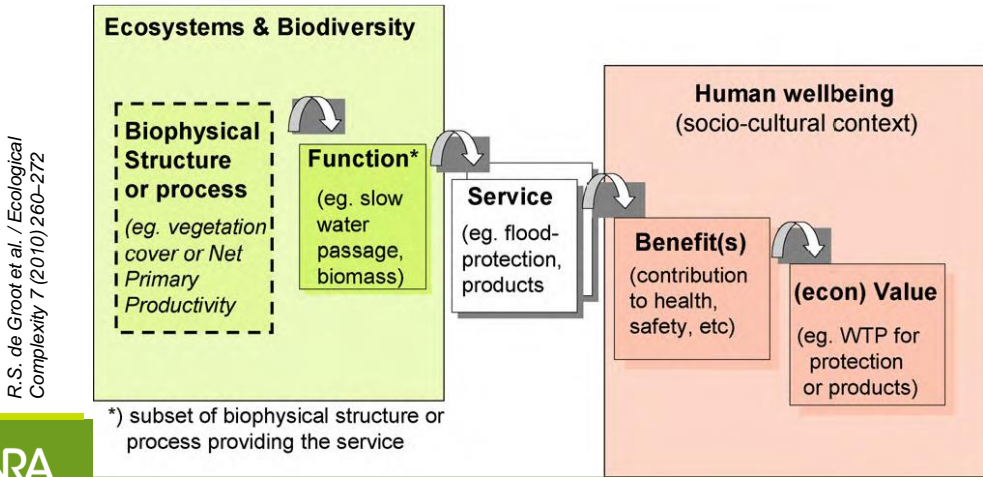 R.S. de Groot et al. / Ecological
Complexity 7 (2010) 260–272
Ecosystems & Biodiversity
Biophysical
Structure
or process
(eg. vegetation
cover or Net
Primary
Productivity
Function*
(eg. slow
water
passage,
biomass)
Service
(eg. flood-
protection,
products
Human wellbeing
(socio-cultural context)
Benefit(s)
(contribution
to health,
safety, etc)
(econ) Value
(eg. WTP for
protection
or products)
*) subset of biophysical structure or
process providing the service